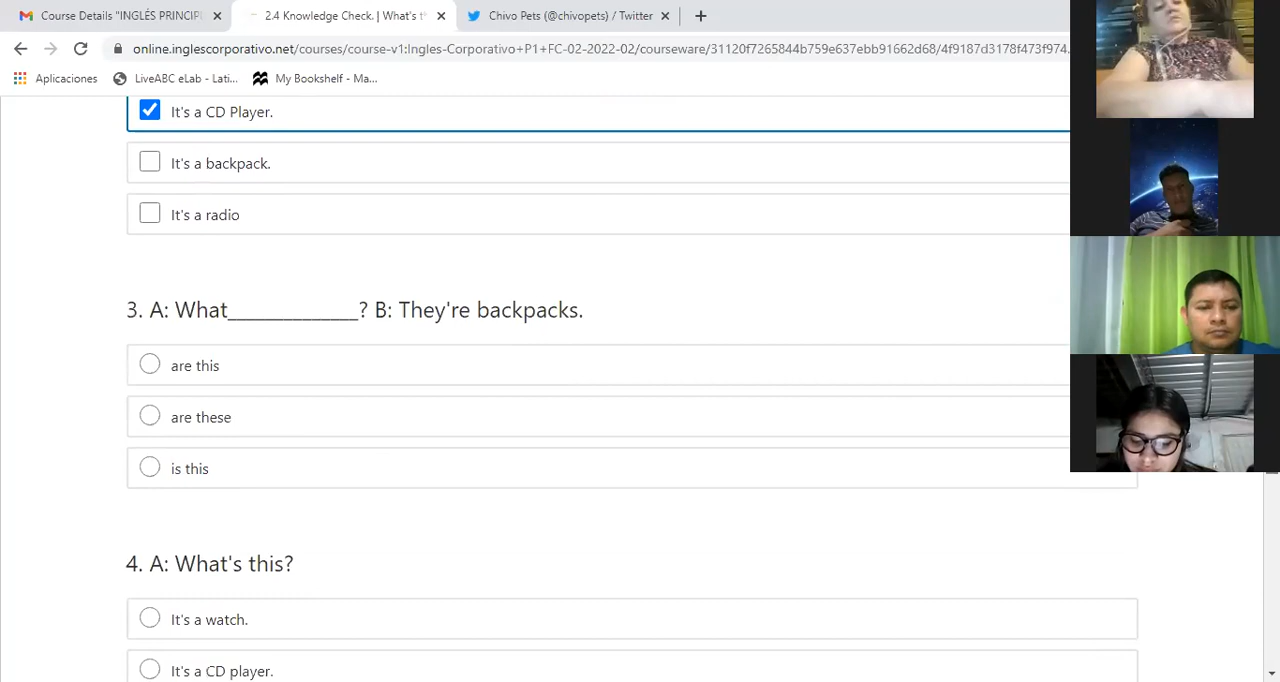 Course Details "INGLÉS PRINCIPI
2.4 Knowledge Check. | What's t
Chivo Pets (@chivopets) / Twitter
online.inglescorporativo.net/courses/course-v1:Ingles-Corporativo+P1+FC-02-2022-02/courseware/31120f7265844b759e637ebb91662d68/4f9187d3178f473f974.
Aplicaciones
LiveABC eLab - Lati...
My Bookshelf - Ma...
It's a CD Player.
It's a backpack.
It's a radio
3. A: What_____________? B: They're backpacks.
are this
are these
is this
4. A: What's this?
It's a watch.
It's a CD player.